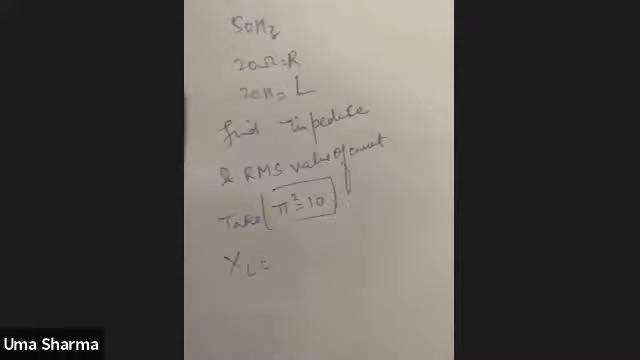 50Hz
20Ω=R
20H= L
find impedance
& RMS value of current
Take π²=10
X_L=
Uma Sharma